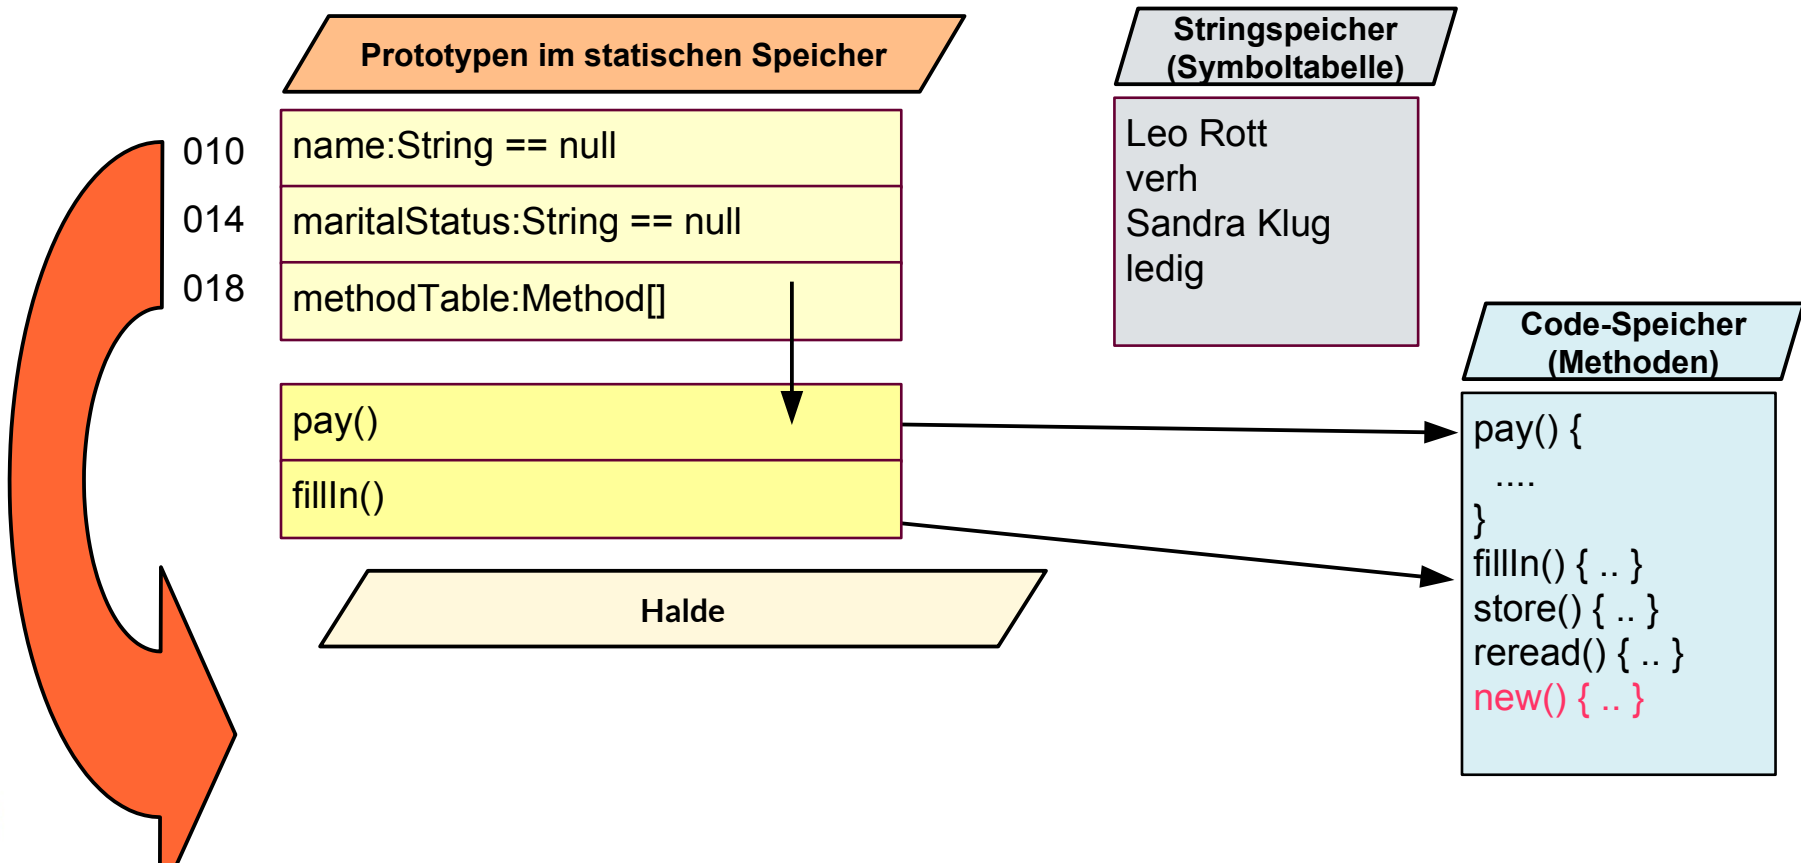 Prototypen im statischen Speicher
010
name:String == null
014
maritalStatus:String == null
018
methodTable:Method[]
pay()
fillIn()
Halde
Stringspeicher
(Symboltabelle)
Leo Rott
verh
Sandra Klug
ledig
Code-Speicher
(Methoden)
pay() {
....
}
fillIn() { .. }
store() { .. }
reread() { .. }
new() { .. }